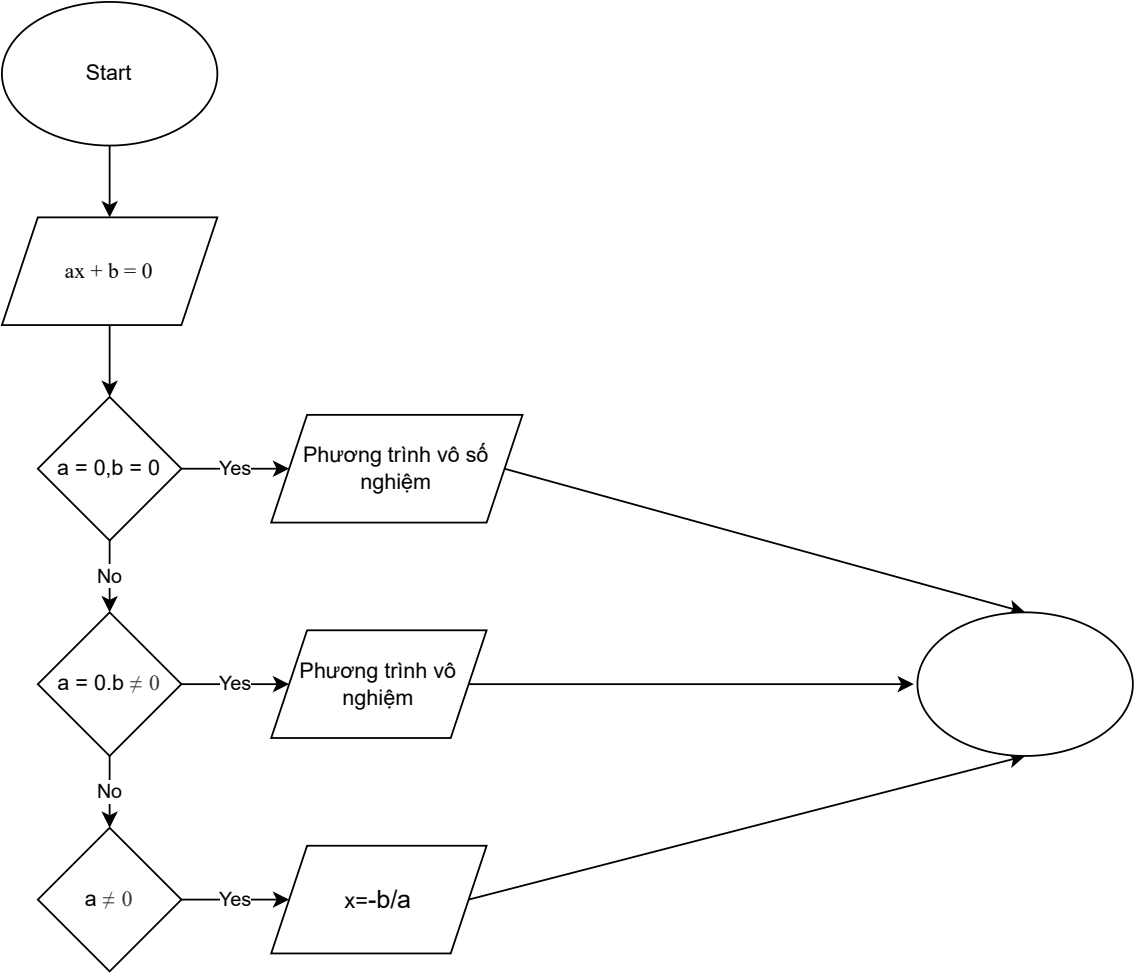 Start
ax + b = 0
a = 0,b = 0
Yes
Phương trình vô số
nghiệm
No
a = 0.b ≠ 0
Yes
Phương trình vô
nghiệm
No
a ≠ 0
Yes
x=-b/a